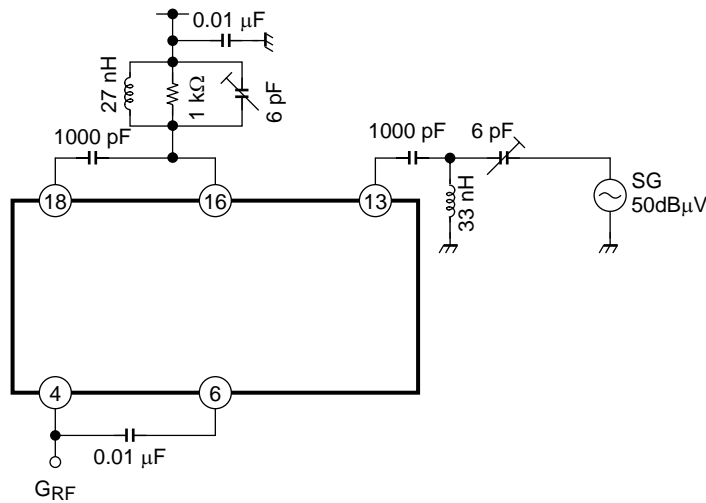 0.01 μF
27 nH
1 kΩ
6 pF
1000 pF
1000 pF
6 pF
33 nH
SG
50dBμV
18
16
13
4
6
0.01 μF
GRF